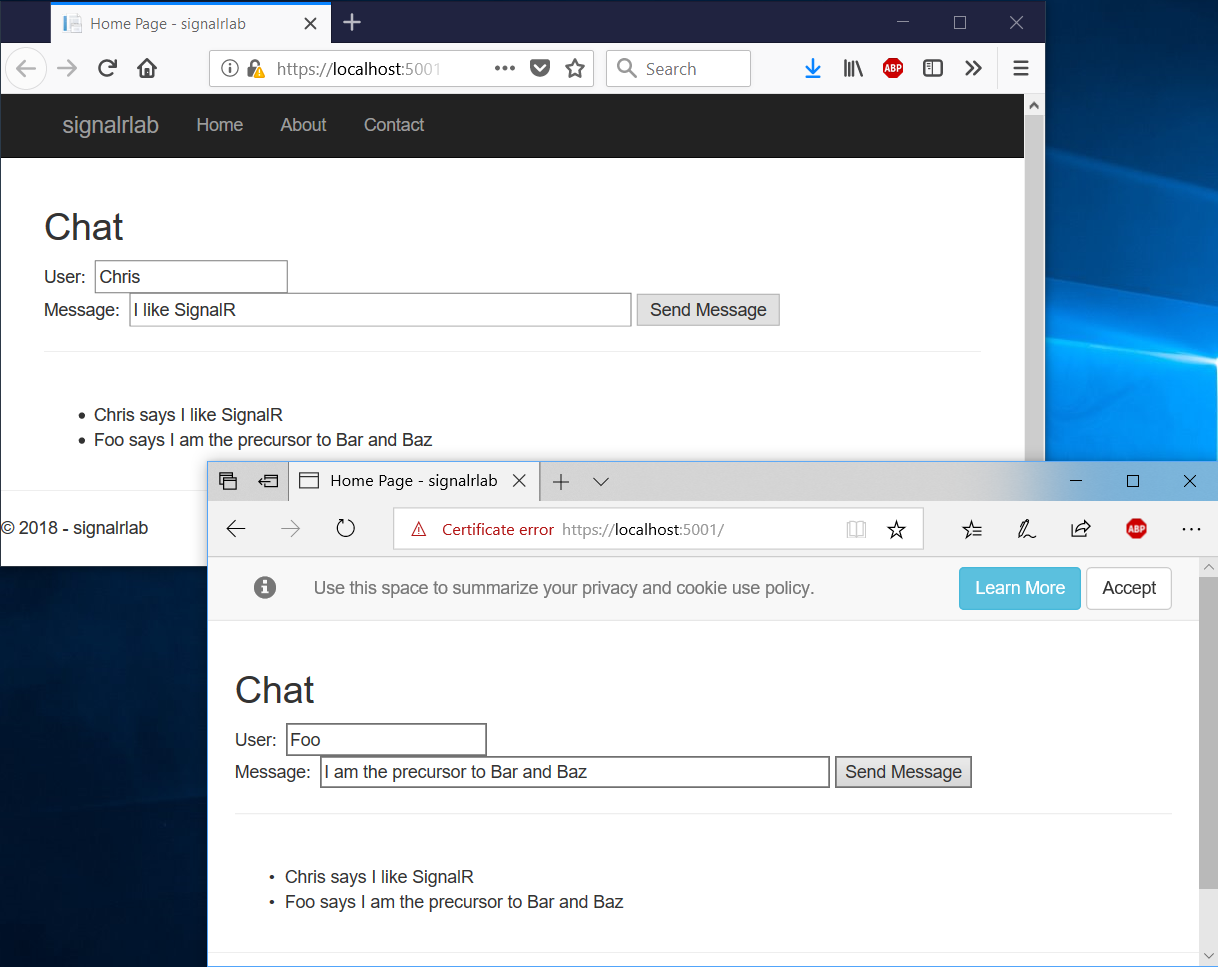 Home Page - signalrlab
https://localhost:5001
Search
ABP
signalrlab Home About Contact
Chat
User: Chris
Message: I like SignalR Send Message
• Chris says I like SignalR
• Foo says I am the precursor to Bar and Baz
© 2018 - signalrlab
Home Page - signalrlab
Certificate error https://localhost:5001/
ABP
Use this space to summarize your privacy and cookie use policy. Learn More Accept
Chat
User: Foo
Message: I am the precursor to Bar and Baz Send Message
• Chris says I like SignalR
• Foo says I am the precursor to Bar and Baz